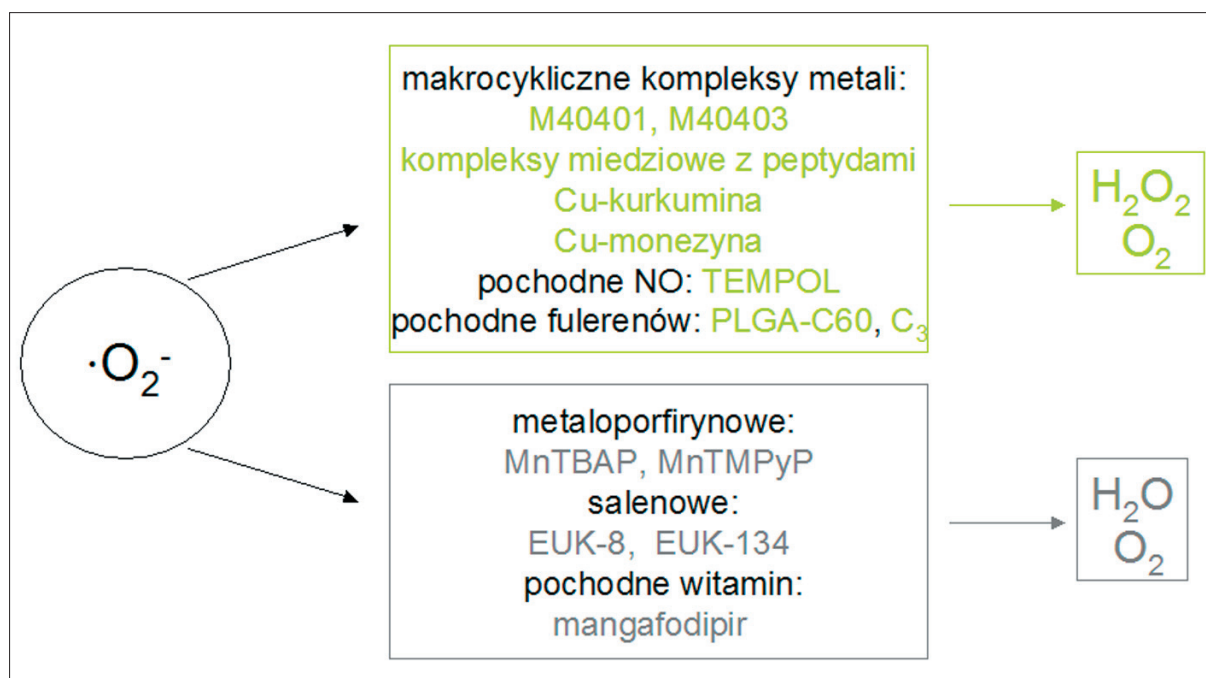 ·O₂⁻
makrocykliczne kompleksy metali:
M40401, M40403
kompleksy miedziowe z peptydami
Cu-kurkumina
Cu-monezyna
pochodne NO: TEMPOL
pochodne fulerenów: PLGA-C60, C₃
H₂O₂
O₂
metaloporfirynowe:
MnTBAP, MnTMPyP
salenowe:
EUK-8, EUK-134
pochodne witamin:
mangafodipir
H₂O
O₂